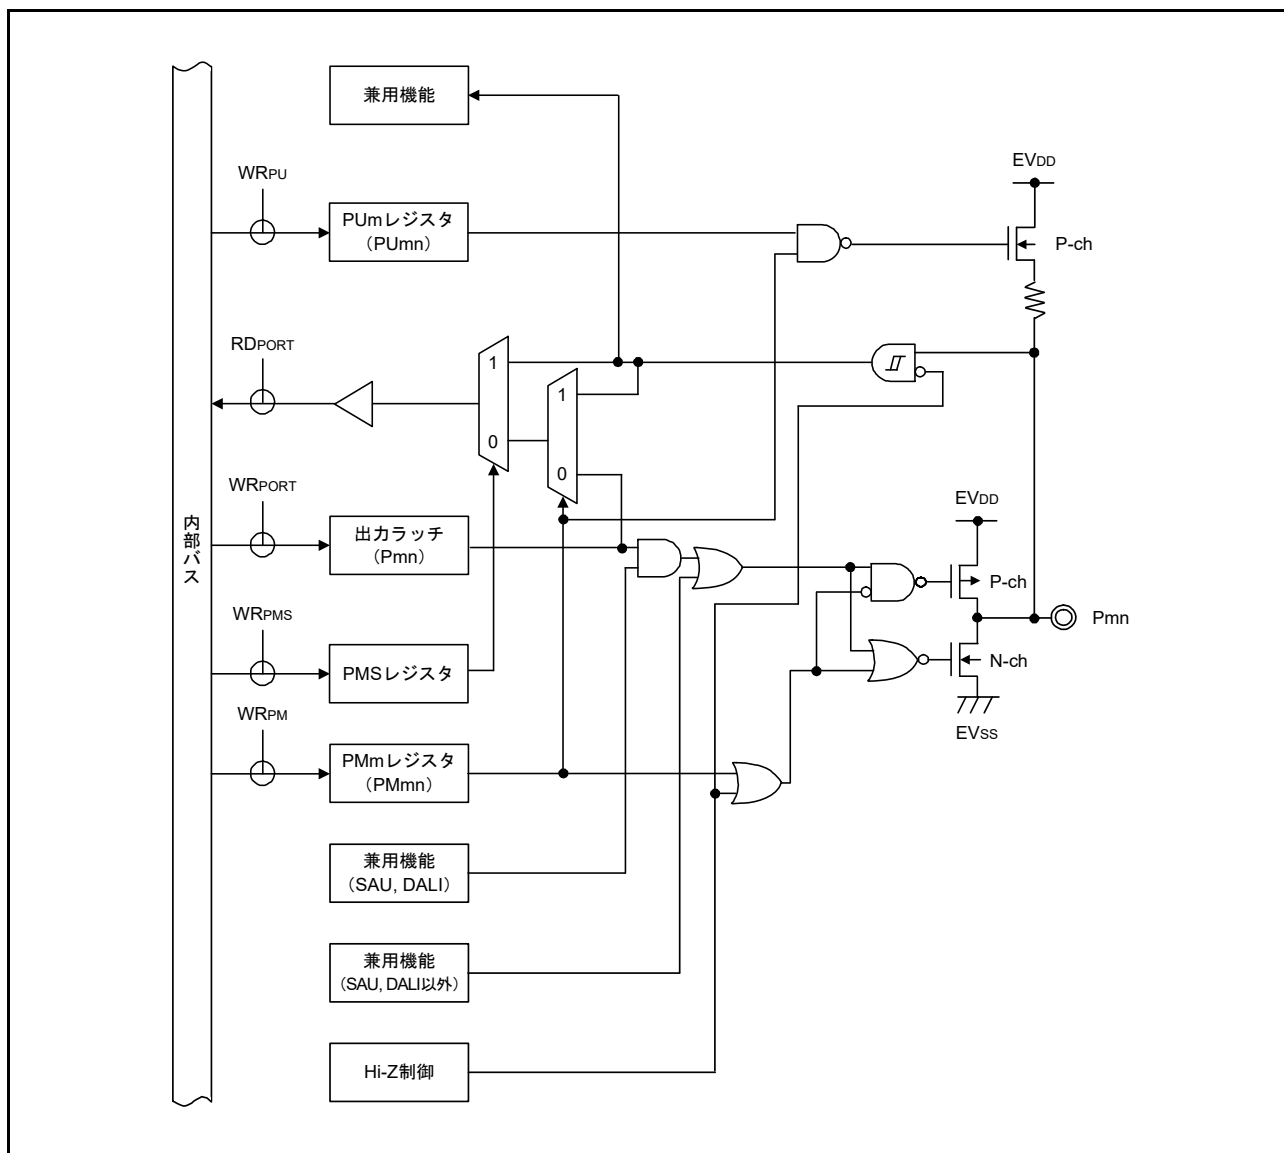 兼用機能
WRPU
EVDD
PUmレジスタ
(PUmn)
P-ch
RDPORT
1
1
0
0
WRPORT
EVDD
内部バス
出力ラッチ
(Pmn)
P-ch
Pmn
WRPMS
PMSレジスタ
N-ch
WRPM
EVSS
PMmレジスタ
(PMmn)
兼用機能
(SAU, DALI)
兼用機能
(SAU, DALI以外)
Hi-Z制御